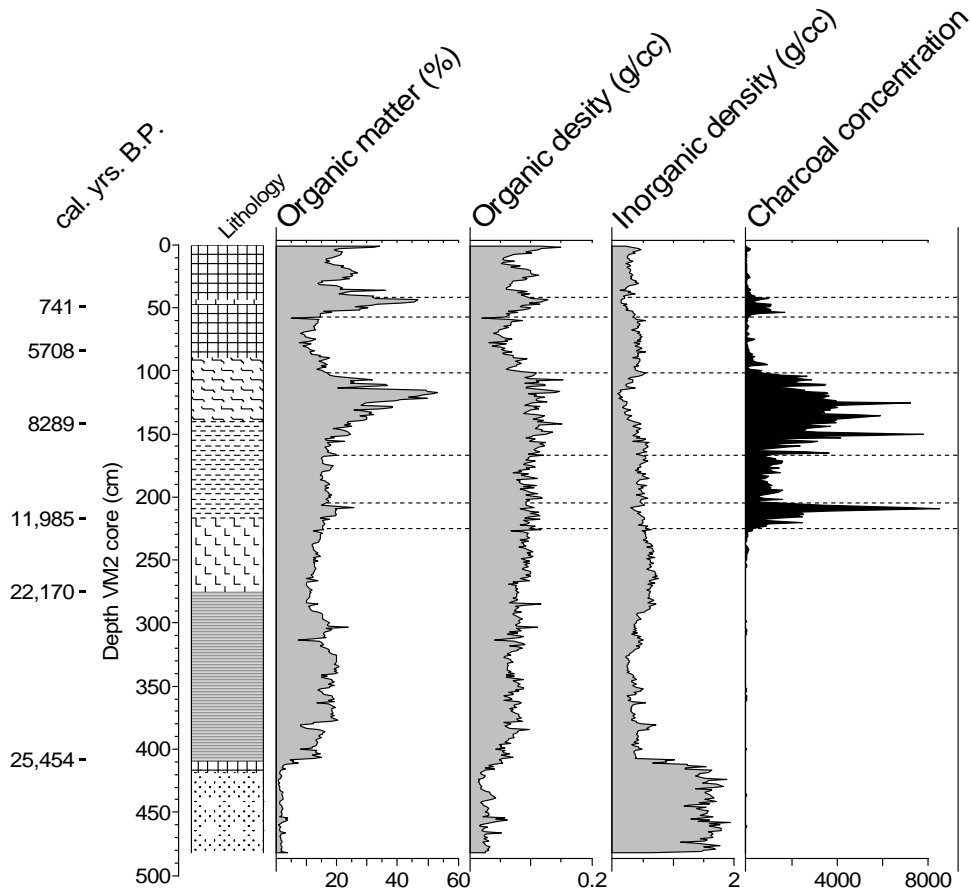 cal. yrs. B.P.
Lithology
Organic matter (%)
Organic desity (g/cc)
Inorganic density (g/cc)
Charcoal concentration
Depth VM2 core (cm)
741
5708
8289
11,985
22,170
25,454
0
50
100
150
200
250
300
350
400
450
500
20 40 60
0.2
2
4000 8000